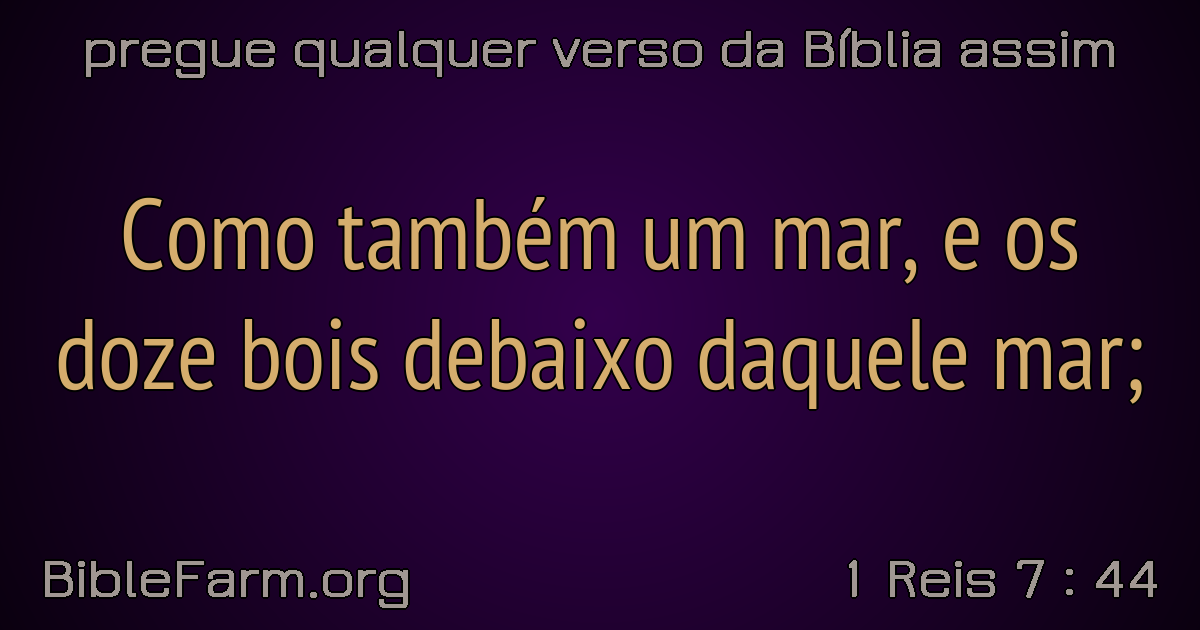 pregue qualquer verso da Bíblia assim
Como também um mar, e os
doze bois debaixo daquele mar;
BibleFarm.org
1 Reis 7 : 44